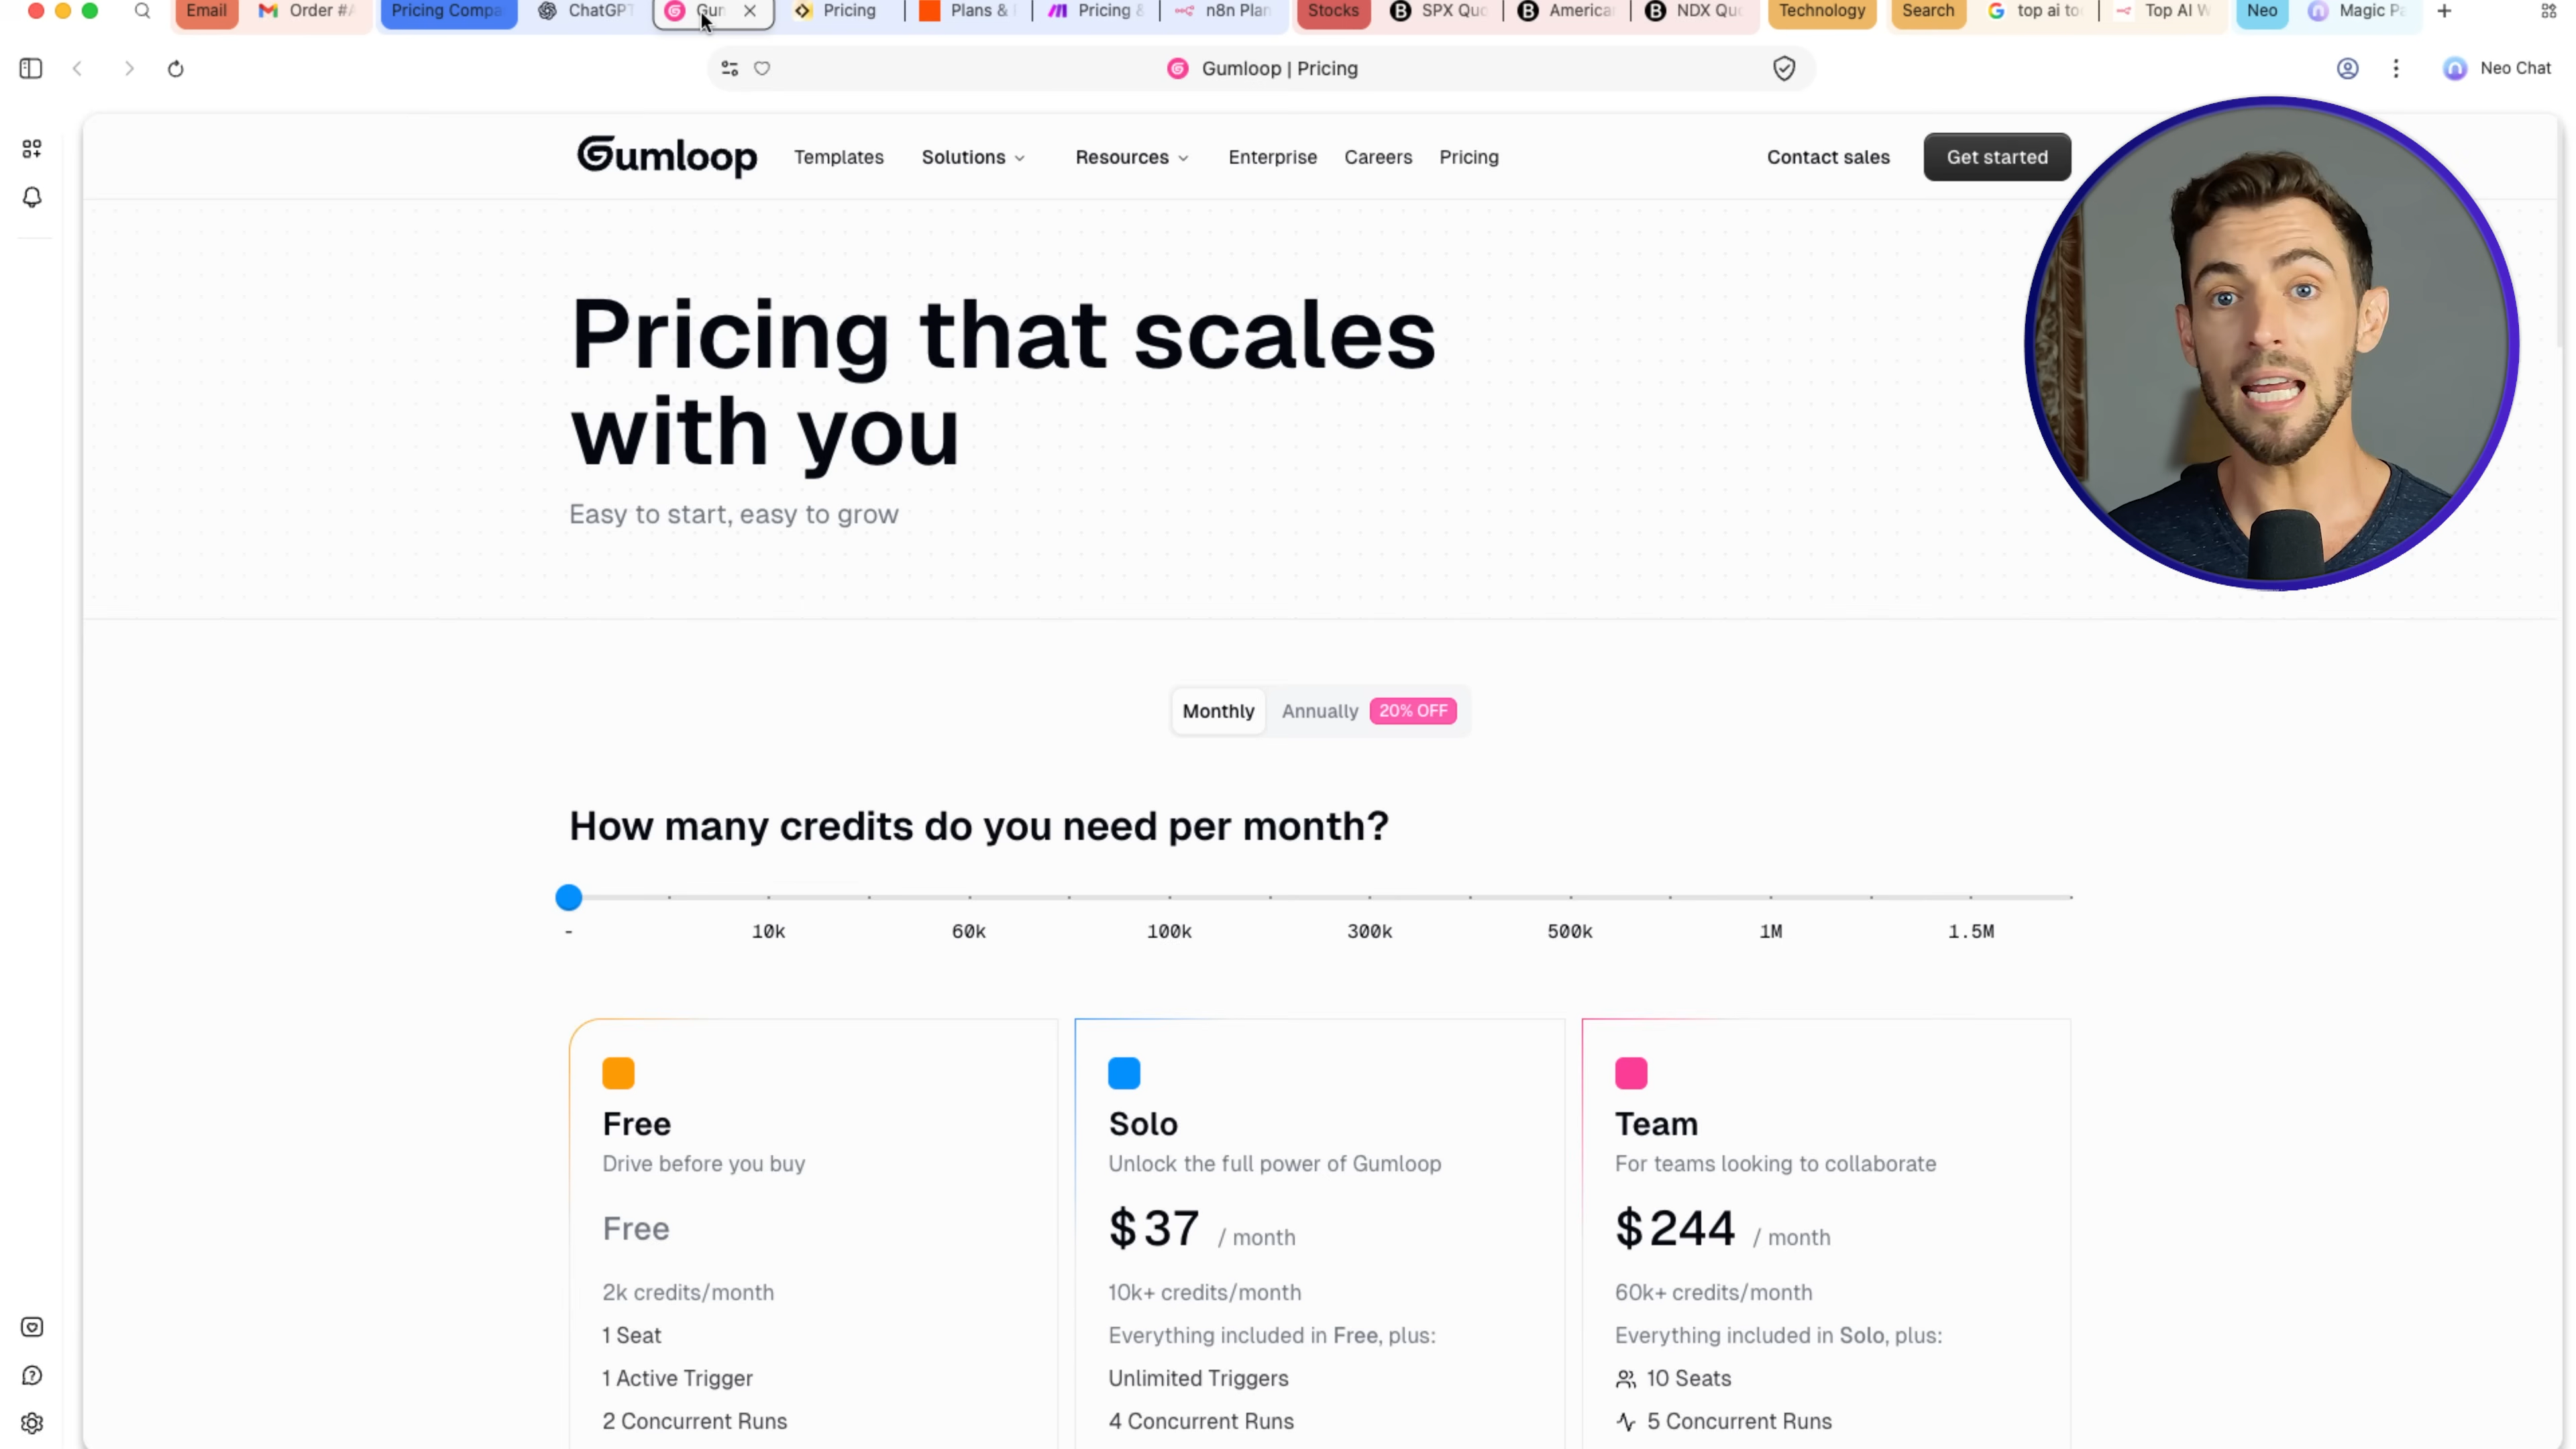 Email Order #A Pricing Compa ChatGPT Gum Pricing Plans & Pricing & n8n Plan Stocks SPX Quo America NDX Quo Technology Search top ai to Top AI W Neo Magic Pa
Gumloop | Pricing
Neo Chat
Gumloop Templates Solutions Resources Enterprise Careers Pricing Contact sales Get started
Pricing that scales
with you
Easy to start, easy to grow
Monthly Annually 20% OFF
How many credits do you need per month?
- 10k 60k 100k 300k 500k 1M 1.5M
Free
Drive before you buy
Free
2k credits/month
1 Seat
1 Active Trigger
2 Concurrent Runs
Solo
Unlock the full power of Gumloop
$37 / month
10k+ credits/month
Everything included in Free, plus:
Unlimited Triggers
4 Concurrent Runs
Team
For teams looking to collaborate
$244 / month
60k+ credits/month
Everything included in Solo, plus:
10 Seats
5 Concurrent Runs